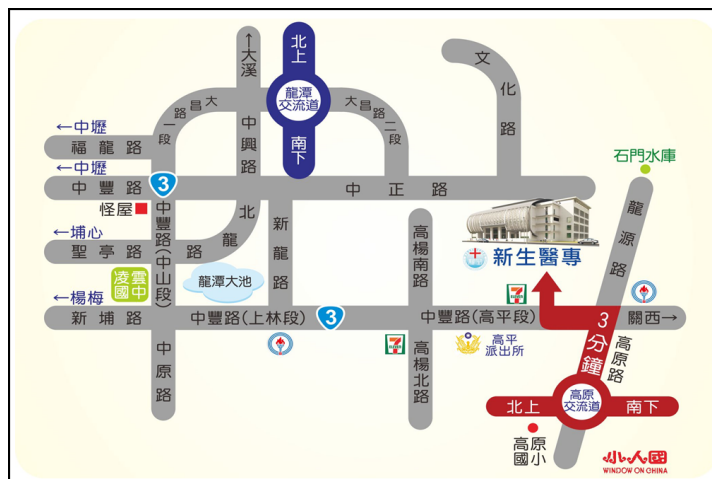 ←大溪
北上
龍潭
交流道
南下
大昌路一段
大昌路二段
文化路
中興路
←中壢
福龍路
←中壢
中豐路
3
中正路
石門水庫
怪屋
中豐路(中山段)
北龍路
新龍路
高楊南路
新生醫專
龍源路
←埔心
聖亭路
凌雲
國中
龍潭大池
←楊梅
新埔路
中豐路(上林段)
3
中豐路(高平段)
7
ELEVEN
關西→
7
ELEVEN
高平
派出所
3分鐘
高原路
中原路
高楊北路
北上
高原
交流道
南下
高原
國小
小人國
WINDOW ON CHINA